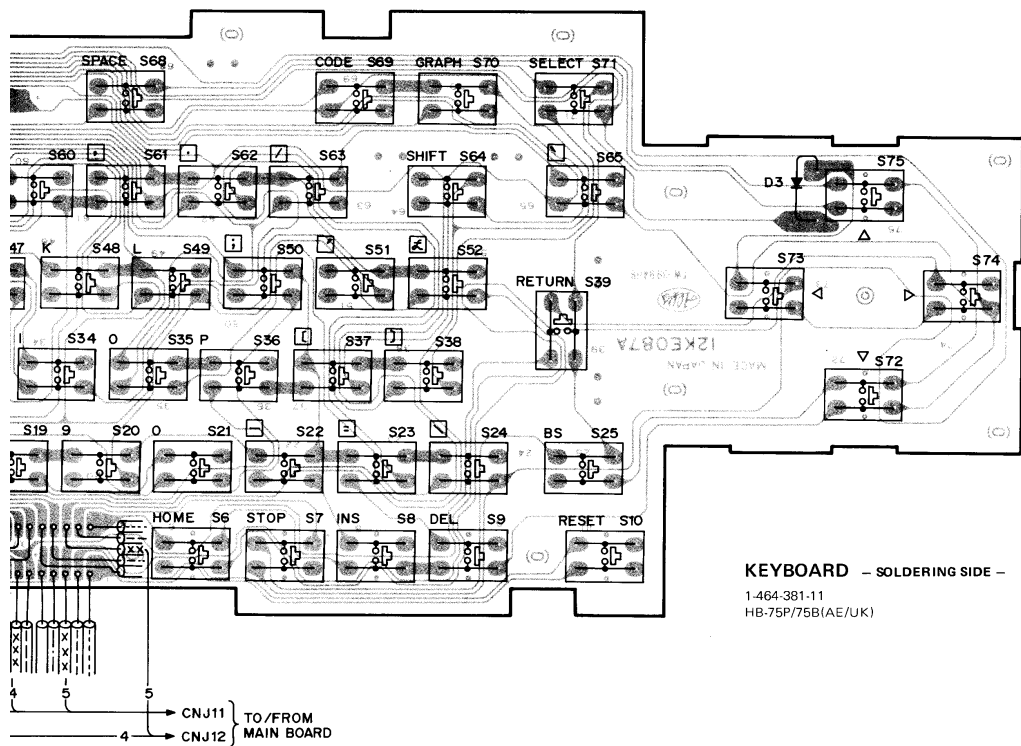 SPACE S68 CODE S69 GRAPH S70 SELECT S71
S60 , S61 . S62 / S63 SHIFT S64 S65 D3 S75
47 K S48 L S49 ; S50 S51 S52 S73 S74
RETURN S39
I S34 O S35 P S36 [ S37 ] S38 S72
12KE087A
MADE IN JAPAN
S19 9 S20 0 S21 — S22 = S23 \ S24 BS S25
HOME S6 STOP S7 INS S8 DEL S9 RESET S10
KEYBOARD – SOLDERING SIDE –
1-464-381-11
HB-75P/75B(AE/UK)
4 5 5
CNJ11
4 CNJ12
TO/FROM
MAIN BOARD